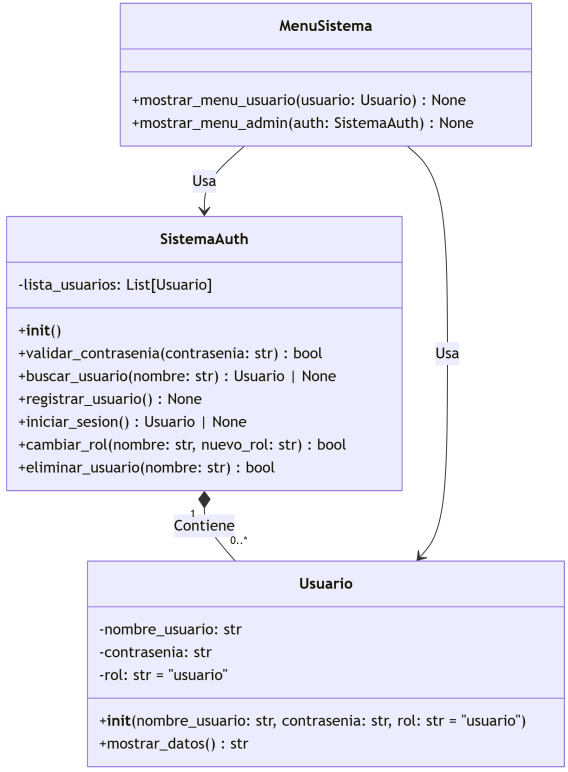 MenuSistema
+mostrar_menu_usuario(usuario: Usuario) : None
+mostrar_menu_admin(auth: SistemaAuth) : None
Usa
SistemaAuth
-lista_usuarios: List[Usuario]
+init()
+validar_contrasenia(contrasenia: str) : bool
+buscar_usuario(nombre: str) : Usuario | None
+registrar_usuario() : None
+iniciar_sesion() : Usuario | None
+cambiar_rol(nombre: str, nuevo_rol: str) : bool
+eliminar_usuario(nombre: str) : bool
Usa
1
Contiene
0..*
Usuario
-nombre_usuario: str
-contrasenia: str
-rol: str = "usuario"
+init(nombre_usuario: str, contrasenia: str, rol: str = "usuario")
+mostrar_datos() : str